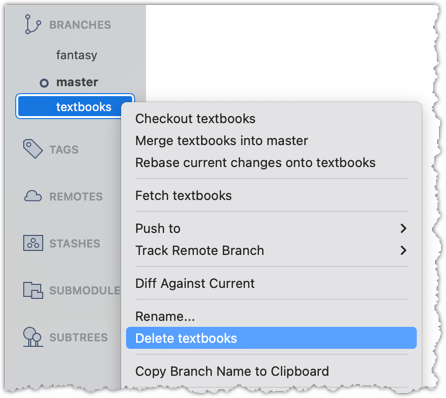 BRANCHES
fantasy
master
textbooks
TAGS
REMOTES
STASHES
SUBMODULE
SUBTREES
Checkout textbooks
Merge textbooks into master
Rebase current changes onto textbooks
Fetch textbooks
Push to
Track Remote Branch
Diff Against Current
Rename...
Delete textbooks
Copy Branch Name to Clipboard